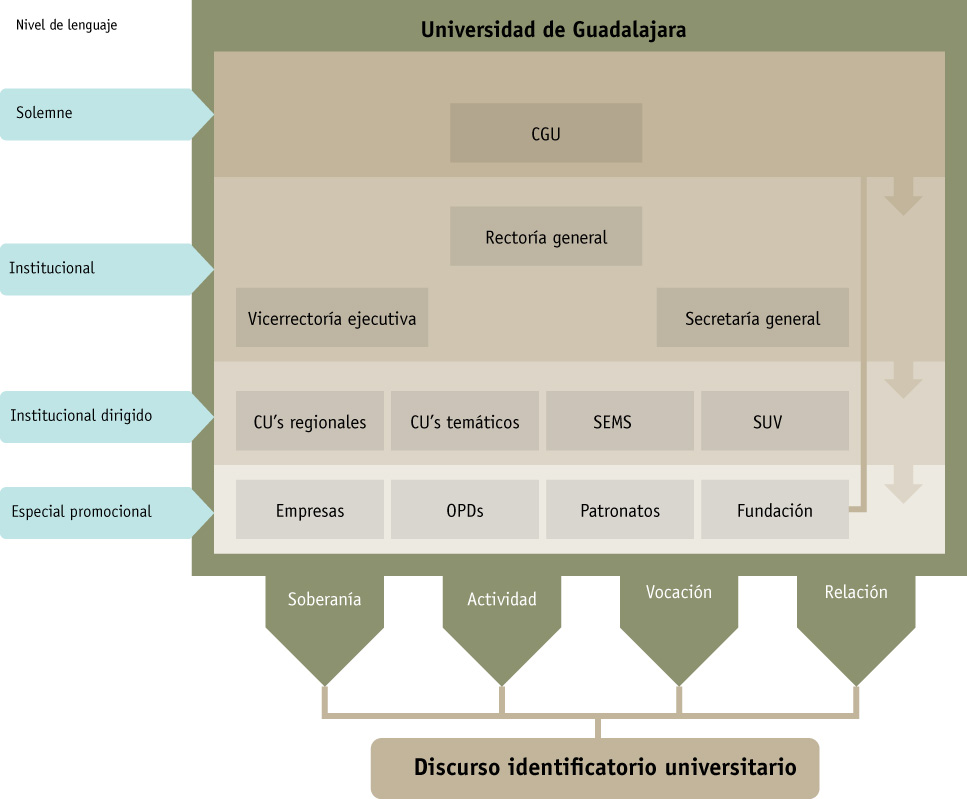 Nivel de lenguaje
Universidad de Guadalajara
Solemne
CGU
Institucional
Rectoría general
Vicerrectoría ejecutiva
Secretaría general
Institucional dirigido
CU's regionales
CU's temáticos
SEMS
SUV
Especial promocional
Empresas
OPDs
Patronatos
Fundación
Soberanía
Actividad
Vocación
Relación
Discurso identificatorio universitario